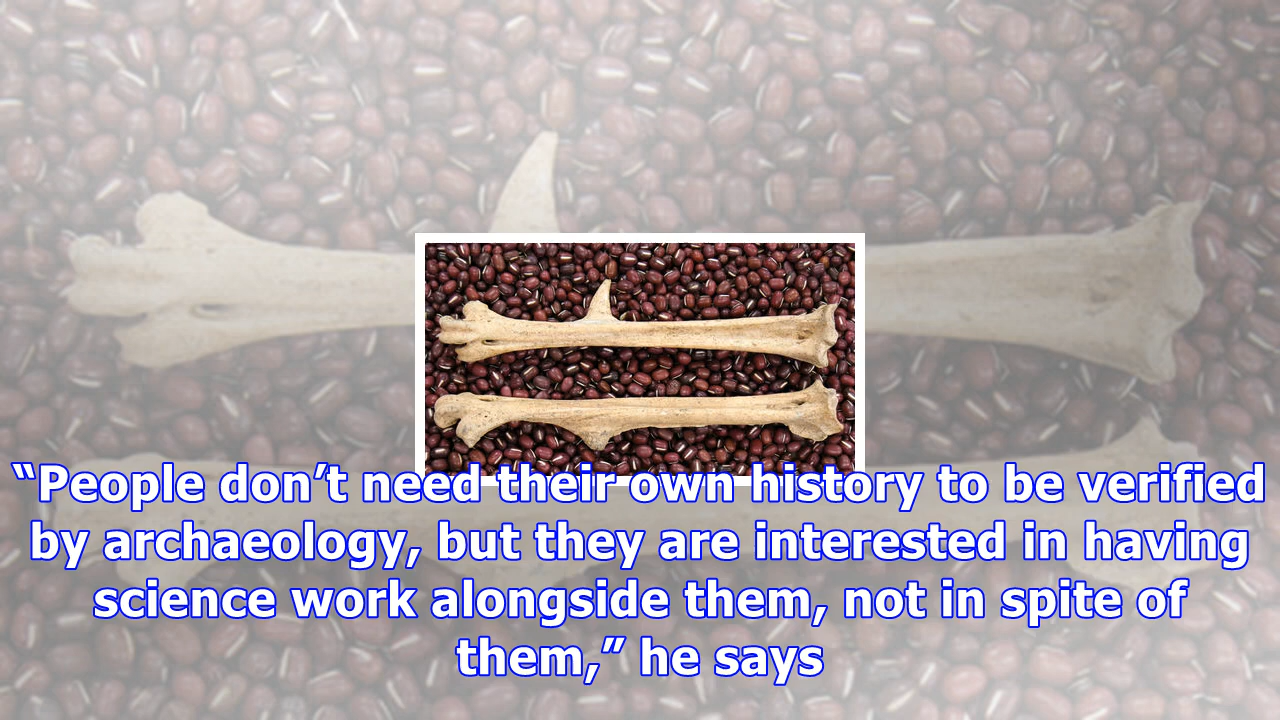 “People don’t need their own history to be verified
by archaeology, but they are interested in having
science work alongside them, not in spite of
them,” he says